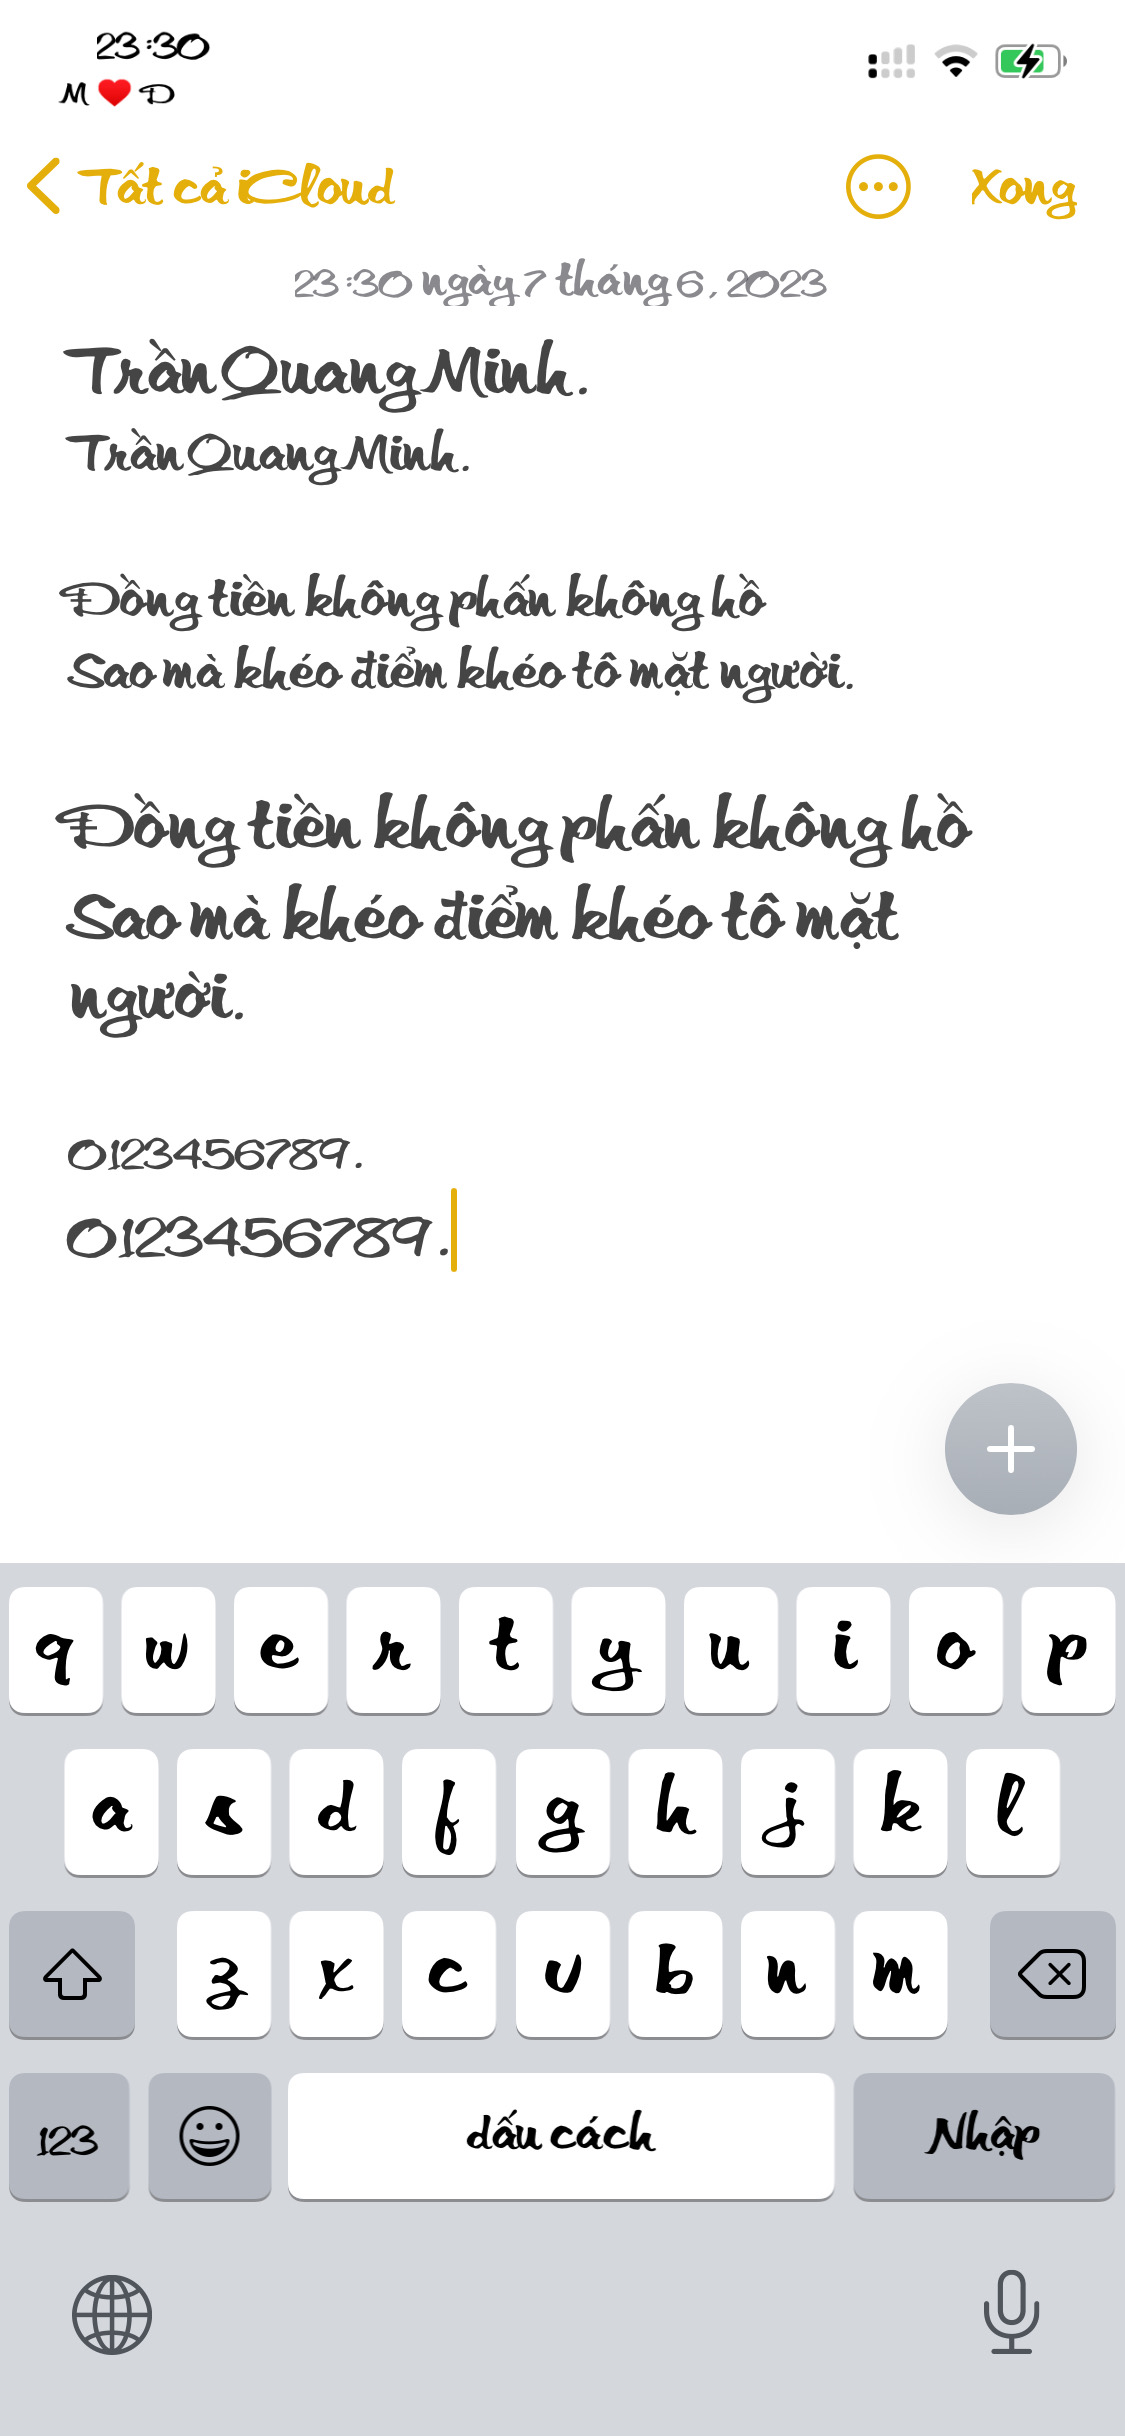 23:30
M ❤️ D
Tất cả iCloud
Xong
23:30 ngày 7 tháng 6, 2023
Trần Quang Minh.
Trần Quang Minh.
Đồng tiền không phấn không hồ
Sao mà khéo điểm khéo tô mặt người.
Đồng tiền không phấn không hồ
Sao mà khéo điểm khéo tô mặt
người.
0123456789.
0123456789.
q w e r t y u i o p
a s d f g h j k l
z x c v b n m
123 dấu cách Nhập